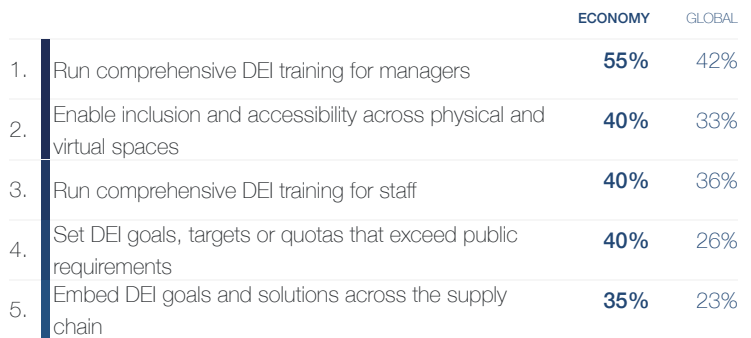 ECONOMY GLOBAL
1. Run comprehensive DEI training for managers 55% 42%
2. Enable inclusion and accessibility across physical and
virtual spaces 40% 33%
3. Run comprehensive DEI training for staff 40% 36%
4. Set DEI goals, targets or quotas that exceed public
requirements 40% 26%
5. Embed DEI goals and solutions across the supply
chain 35% 23%